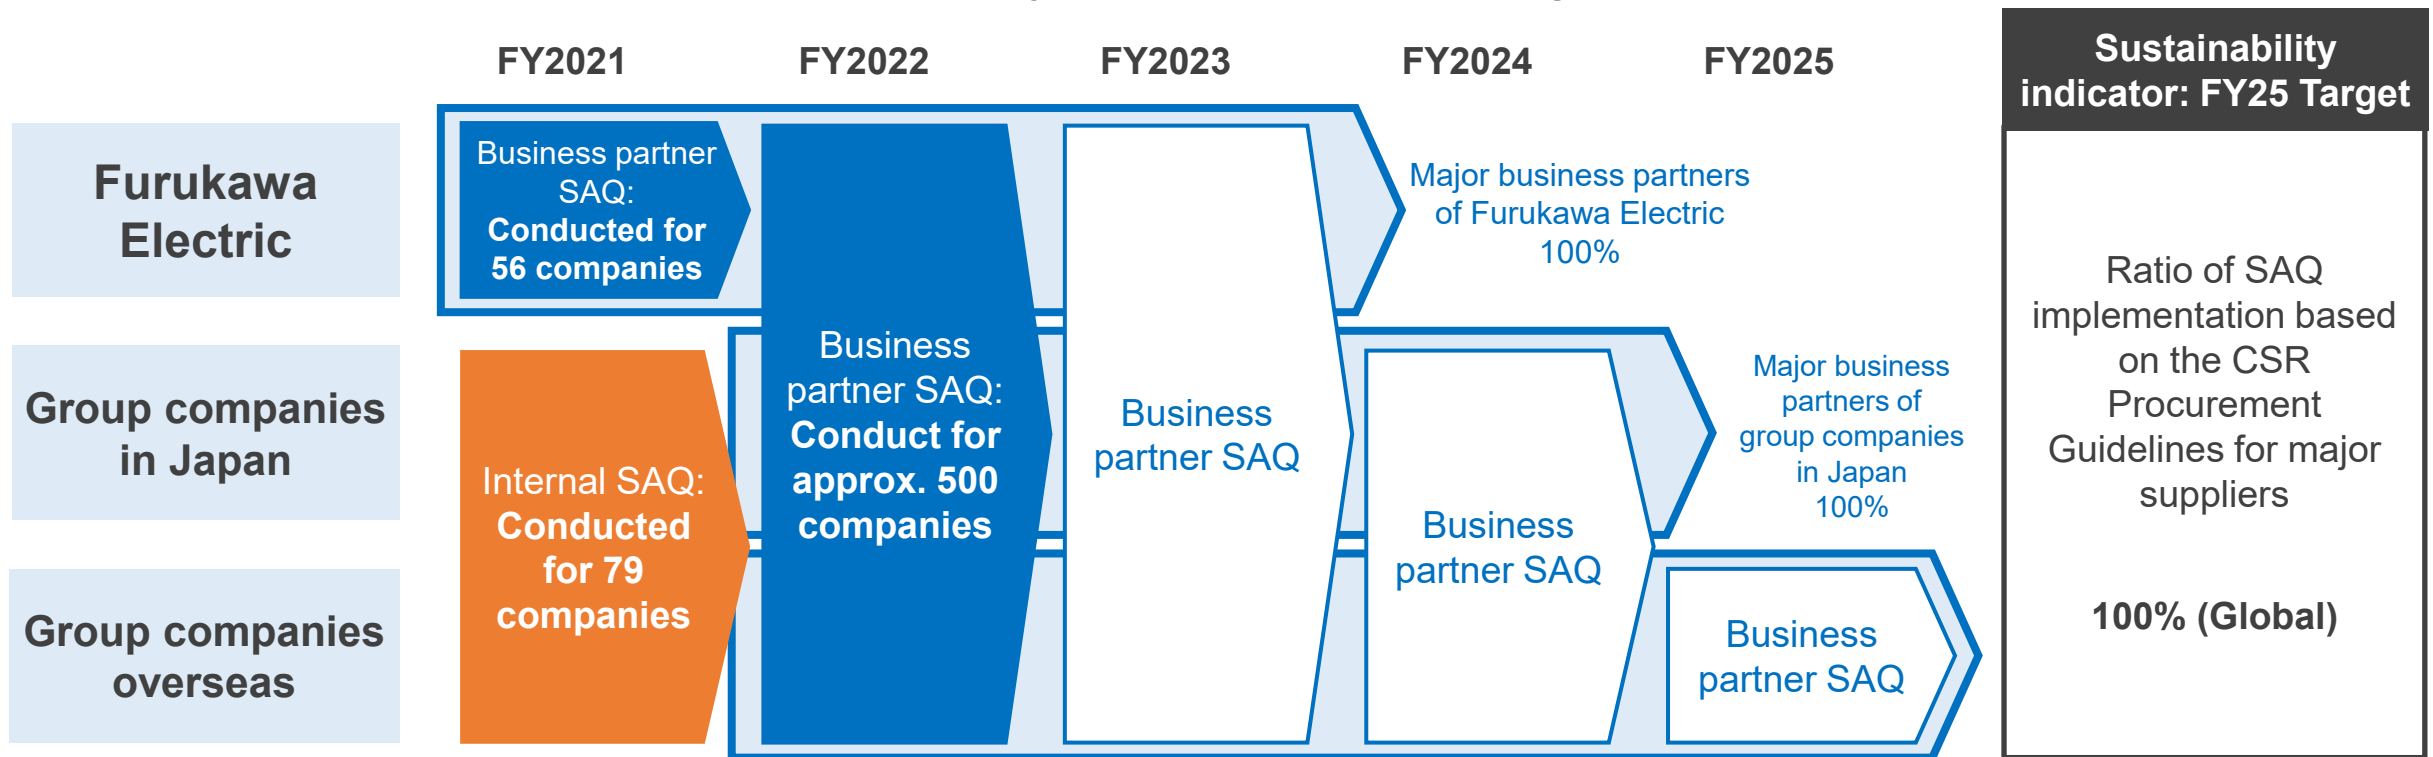 FY2021
FY2022
FY2023
FY2024
FY2025
Sustainability
indicator: FY25 Target
Furukawa
Electric
Business partner
SAQ:
Conducted for
56 companies
Major business partners
of Furukawa Electric
100%
Group companies
in Japan
Group companies
overseas
Internal SAQ:
Conducted
for 79
companies
Business
partner SAQ:
Conduct for
approx. 500
companies
Business
partner SAQ
Business
partner SAQ
Major business
partners of
group companies
in Japan
100%
Business
partner SAQ
Ratio of SAQ
implementation based
on the CSR
Procurement
Guidelines for major
suppliers
100% (Global)